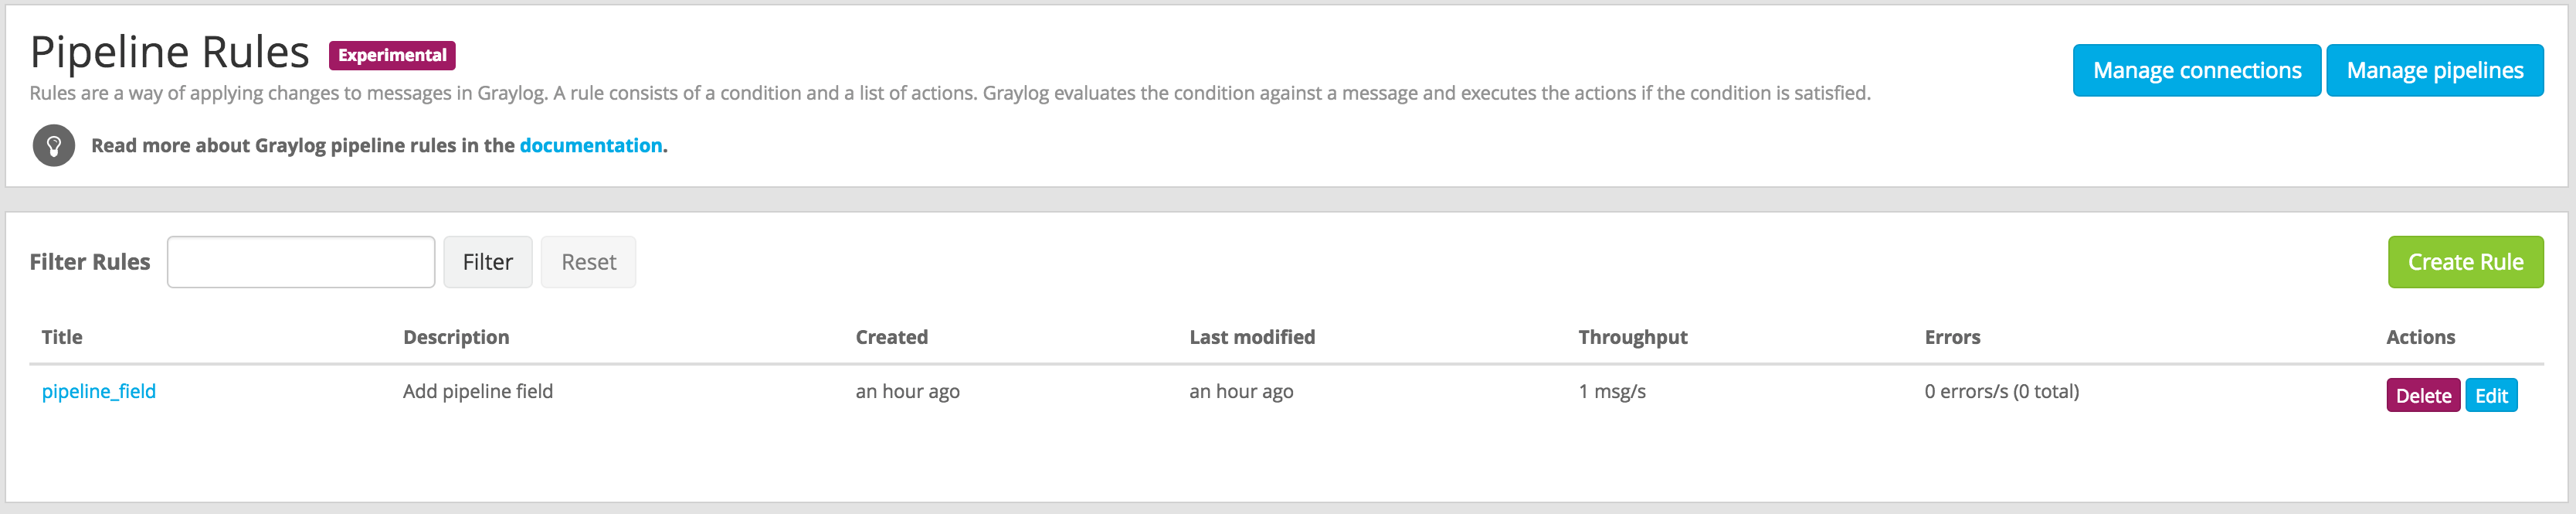 Pipeline Rules Experimental
Manage connections Manage pipelines
Rules are a way of applying changes to messages in Graylog. A rule consists of a condition and a list of actions. Graylog evaluates the condition against a message and executes the actions if the condition is satisfied.
Read more about Graylog pipeline rules in the documentation.
Filter Rules Filter Reset Create Rule
Title Description Created Last modified Throughput Errors Actions
pipeline_field Add pipeline field an hour ago an hour ago 1 msg/s 0 errors/s (0 total) Delete Edit